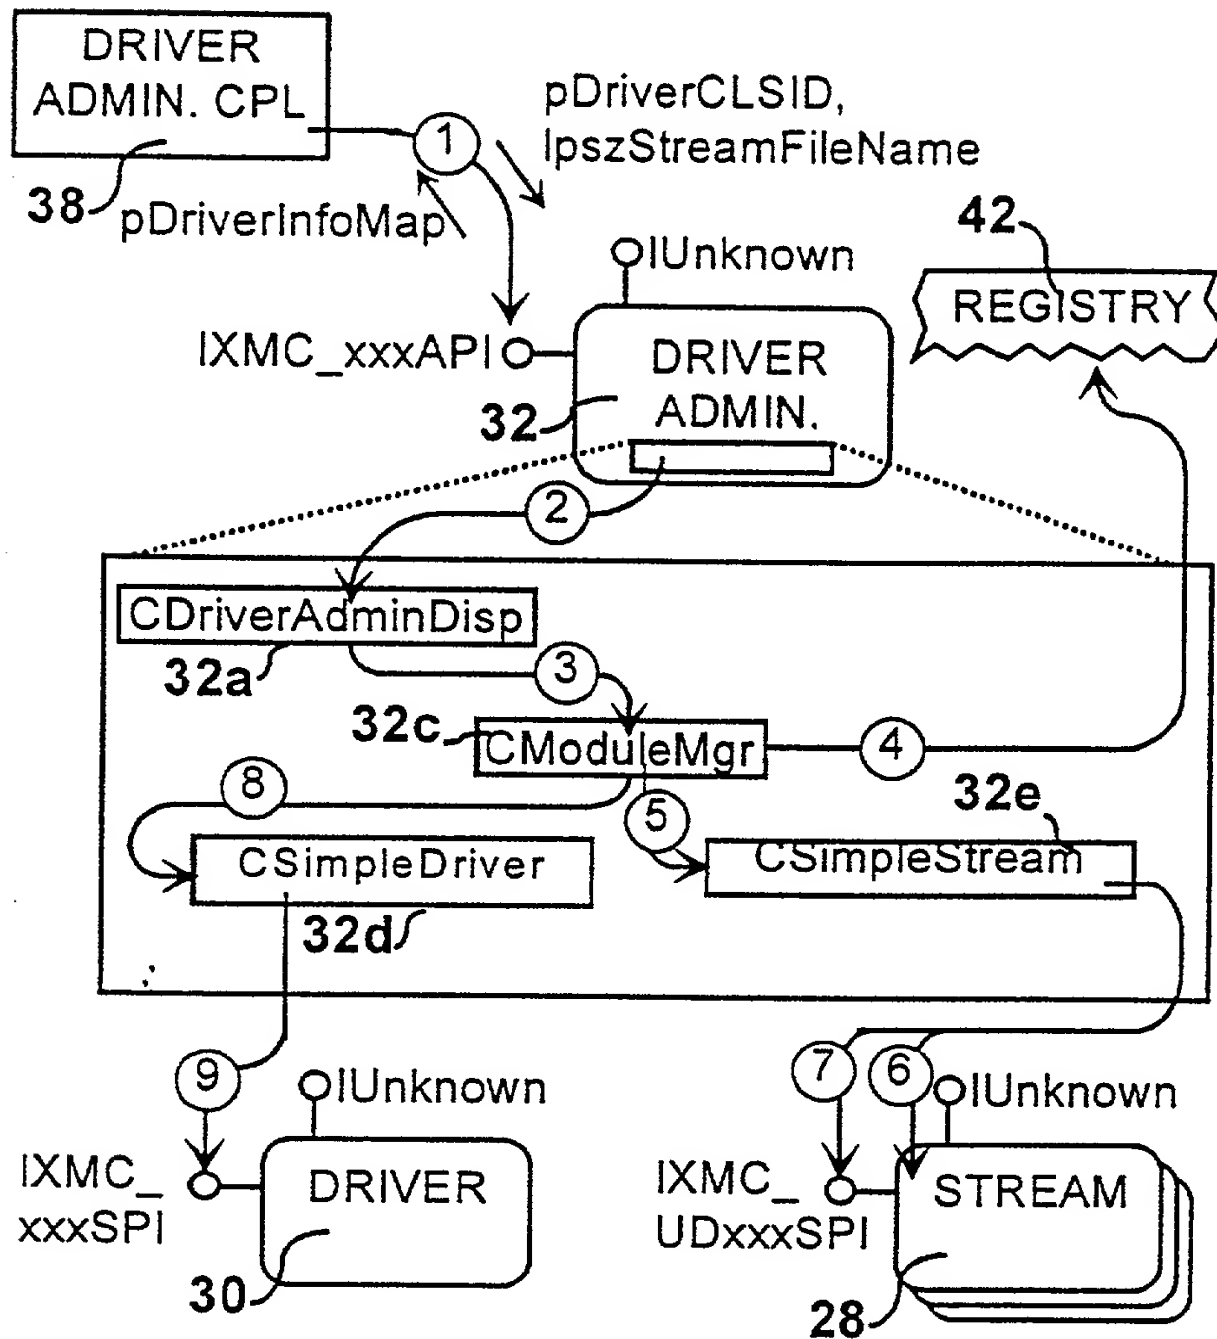 DRIVER
ADMIN. CPL
38
1
pDriverCLSID,
lpszStreamFileName
pDriverInfoMap
42
REGISTRY
IUnknown
IXMC_xxxAPI
DRIVER
ADMIN.
32
2
CDriverAdminDisp
32a
3
32c
CModuleMgr
4
8
5
32e
CSimpleDriver
CSimpleStream
32d
9
7
6
IUnknown
IUnknown
IXMC_
xxxSPI
DRIVER
30
IXMC_
UDxxxSPI
STREAM
28